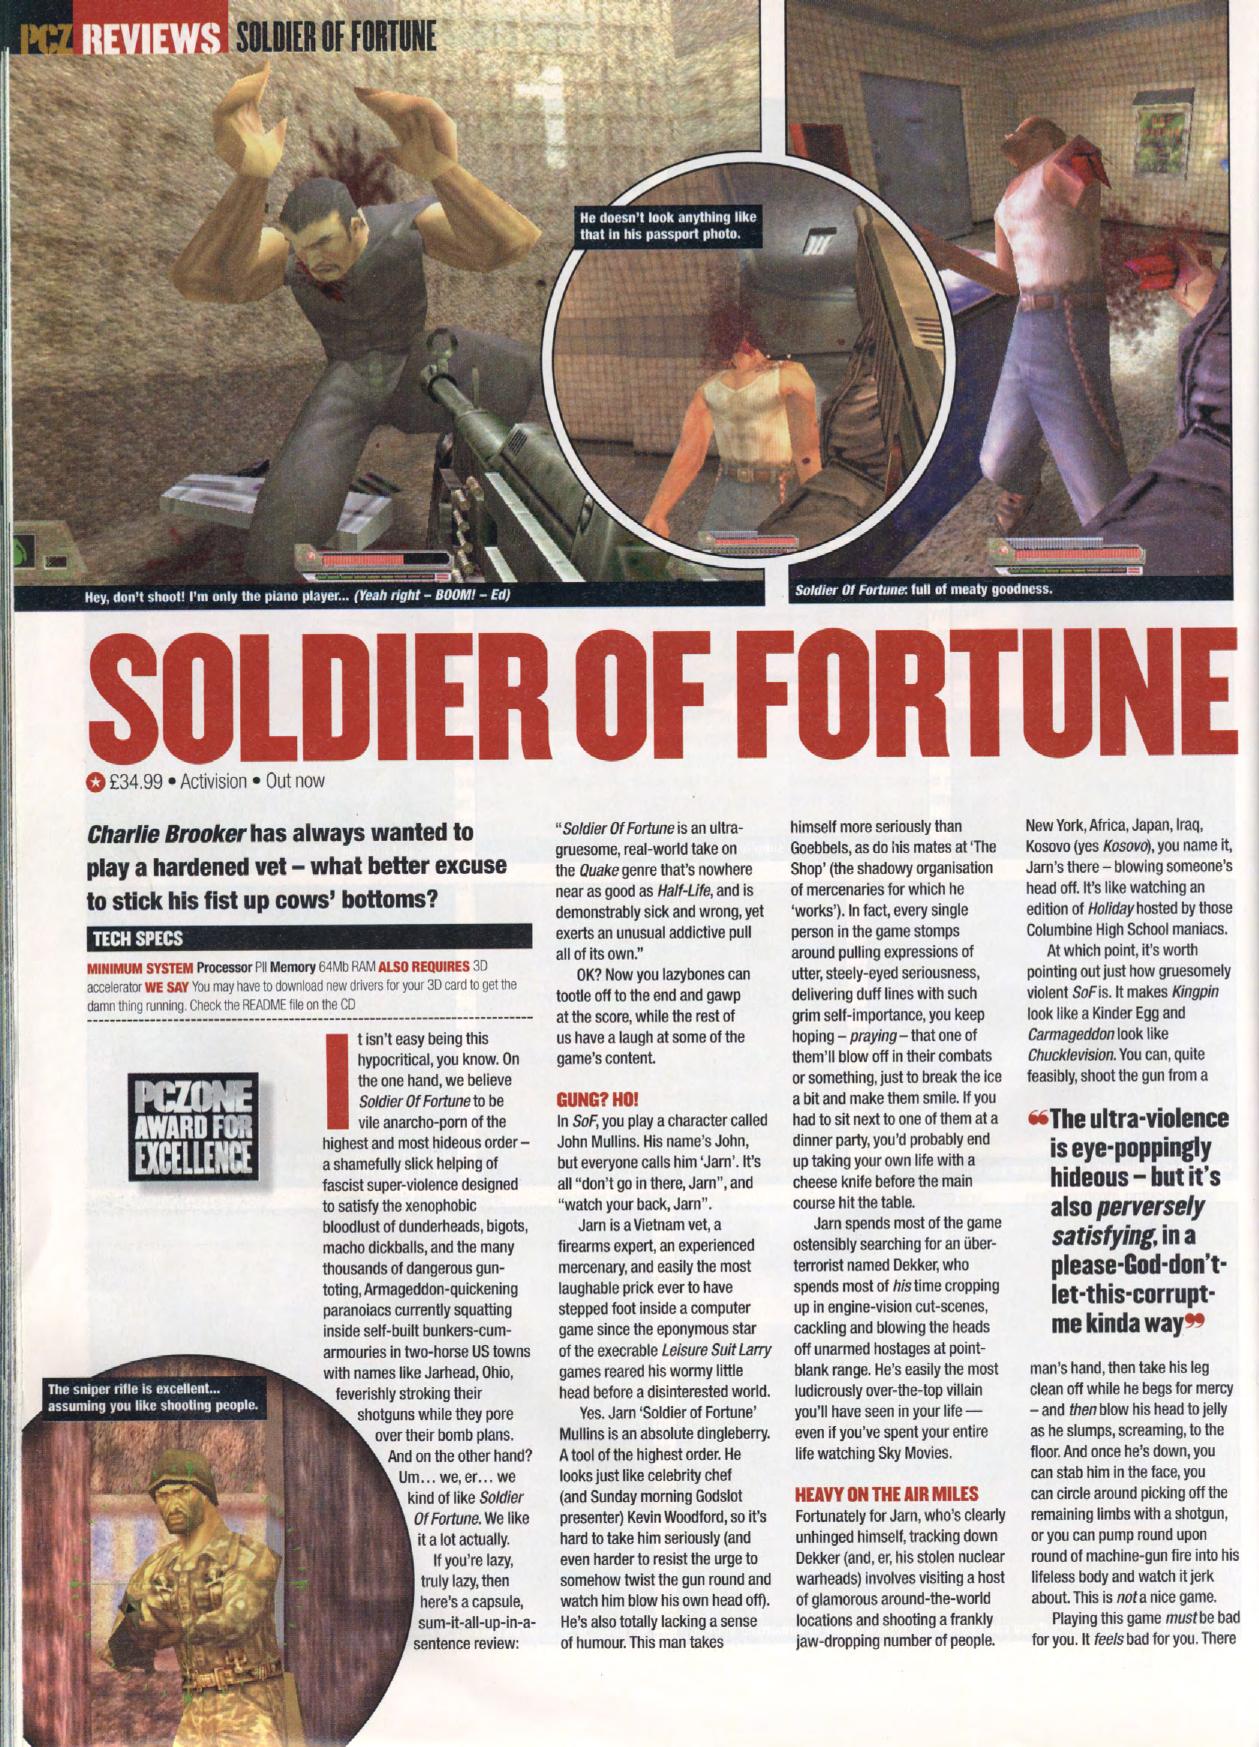 PCZ REVIEWS SOLDIER OF FORTUNE
He doesn't look anything like
that in his passport photo.
Hey, don't shoot! I'm only the piano player... (Yeah right – BOOM! – Ed)
Soldier Of Fortune: full of meaty goodness.
SOLDIER OF FORTUNE
£34.99 • Activision • Out now
Charlie Brooker has always wanted to
play a hardened vet – what better excuse
to stick his fist up cows' bottoms?
TECH SPECS
MINIMUM SYSTEM Processor PII Memory 64Mb RAM ALSO REQUIRES 3D
accelerator WE SAY You may have to download new drivers for your 3D card to get the
damn thing running. Check the README file on the CD
PCZONE
AWARD FOR
EXCELLENCE
It isn't easy being this
hypocritical, you know. On
the one hand, we believe
Soldier Of Fortune to be
vile anarcho-porn of the
highest and most hideous order –
a shamefully slick helping of
fascist super-violence designed
to satisfy the xenophobic
bloodlust of dunderheads, bigots,
macho dickballs, and the many
thousands of dangerous gun-
toting, Armageddon-quickening
paranoiacs currently squatting
inside self-built bunkers-cum-
armouries in two-horse US towns
with names like Jarhead, Ohio,
feverishly stroking their
shotguns while they pore
over their bomb plans.
And on the other hand?
Um... we, er... we
kind of like Soldier
Of Fortune. We like
it a lot actually.
If you're lazy,
truly lazy, then
here's a capsule,
sum-it-all-up-in-a-
sentence review:
The sniper rifle is excellent...
assuming you like shooting people.
"Soldier Of Fortune is an ultra-
gruesome, real-world take on
the Quake genre that's nowhere
near as good as Half-Life, and is
demonstrably sick and wrong, yet
exerts an unusual addictive pull
all of its own."
OK? Now you lazybones can
tootle off to the end and gawp
at the score, while the rest of
us have a laugh at some of the
game's content.
GUNG? HO!
In SoF, you play a character called
John Mullins. His name's John,
but everyone calls him 'Jarn'. It's
all "don't go in there, Jarn", and
"watch your back, Jarn".
Jarn is a Vietnam vet, a
firearms expert, an experienced
mercenary, and easily the most
laughable prick ever to have
stepped foot inside a computer
game since the eponymous star
of the execrable Leisure Suit Larry
games reared his wormy little
head before a disinterested world.
Yes. Jarn 'Soldier of Fortune'
Mullins is an absolute dingleberry.
A tool of the highest order. He
looks just like celebrity chef
(and Sunday morning Godslot
presenter) Kevin Woodford, so it's
hard to take him seriously (and
even harder to resist the urge to
somehow twist the gun round and
watch him blow his own head off).
He's also totally lacking a sense
of humour. This man takes
himself more seriously than
Goebbels, as do his mates at 'The
Shop' (the shadowy organisation
of mercenaries for which he
'works'). In fact, every single
person in the game stomps
around pulling expressions of
utter, steely-eyed seriousness,
delivering duff lines with such
grim self-importance, you keep
hoping – praying – that one of
them'll blow off in their combats
or something, just to break the ice
a bit and make them smile. If you
had to sit next to one of them at a
dinner party, you'd probably end
up taking your own life with a
cheese knife before the main
course hit the table.
Jarn spends most of the game
ostensibly searching for an über-
terrorist named Dekker, who
spends most of his time cropping
up in engine-vision cut-scenes,
cackling and blowing the heads
off unarmed hostages at point-
blank range. He's easily the most
ludicrously over-the-top villain
you'll have seen in your life —
even if you've spent your entire
life watching Sky Movies.
HEAVY ON THE AIR MILES
Fortunately for Jarn, who's clearly
unhinged himself, tracking down
Dekker (and, er, his stolen nuclear
warheads) involves visiting a host
of glamorous around-the-world
locations and shooting a frankly
jaw-dropping number of people.
New York, Africa, Japan, Iraq,
Kosovo (yes Kosovo), you name it,
Jarn's there – blowing someone's
head off. It's like watching an
edition of Holiday hosted by those
Columbine High School maniacs.
At which point, it's worth
pointing out just how gruesomely
violent SoF is. It makes Kingpin
look like a Kinder Egg and
Carmageddon look like
Chucklevision. You can, quite
feasibly, shoot the gun from a
“The ultra-violence
is eye-poppingly
hideous – but it's
also perversely
satisfying, in a
please-God-don't-
let-this-corrupt-
me kinda way”
man's hand, then take his leg
clean off while he begs for mercy
– and then blow his head to jelly
as he slumps, screaming, to the
floor. And once he's down, you
can stab him in the face, you
can circle around picking off the
remaining limbs with a shotgun,
or you can pump round upon
round of machine-gun fire into his
lifeless body and watch it jerk
about. This is not a nice game.
Playing this game must be bad
for you. It feels bad for you. There